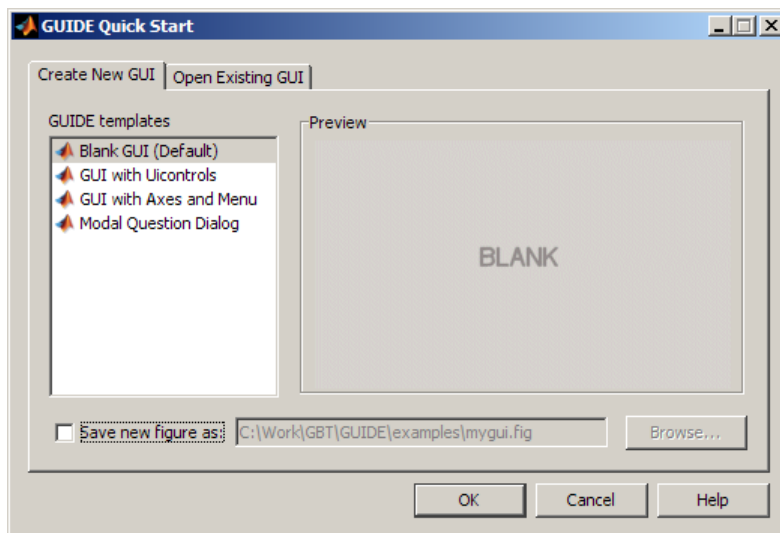 GUIDE Quick Start
Create New GUI
Open Existing GUI
GUIDE templates
Preview
Blank GUI (Default)
GUI with Uicontrols
GUI with Axes and Menu
Modal Question Dialog
BLANK
Save new figure as:
C:\Work\GBT\GUIDE\examples\mygui.fig
Browse...
OK
Cancel
Help